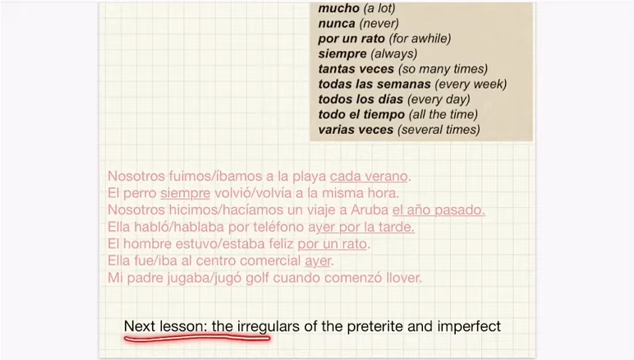 mucho (a lot)
nunca (never)
por un rato (for awhile)
siempre (always)
tantas veces (so many times)
todas las semanas (every week)
todos los días (every day)
todo el tiempo (all the time)
varias veces (several times)
Nosotros fuimos/íbamos a la playa cada verano.
El perro siempre volvió/volvía a la misma hora.
Nosotros hicimos/hacíamos un viaje a Aruba el año pasado.
Ella habló/hablaba por teléfono ayer por la tarde.
El hombre estuvo/estaba feliz por un rato.
Ella fue/iba al centro comercial ayer.
Mi padre jugaba/jugó golf cuando comenzó llover.
Next lesson: the irregulars of the preterite and imperfect